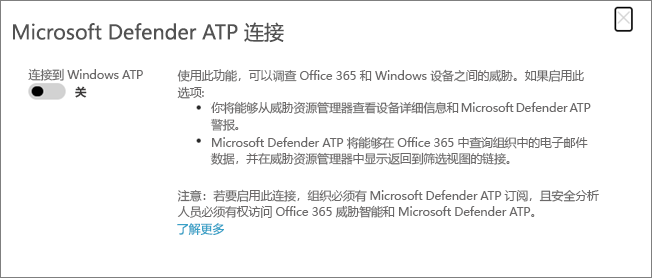 Microsoft Defender ATP 连接
连接到 Windows ATP
关
使用此功能，可以调查 Office 365 和 Windows 设备之间的威胁。如果启用此
选项:
• 你将能够从威胁资源管理器查看设备详细信息和 Microsoft Defender ATP
警报。
• Microsoft Defender ATP 将能够在 Office 365 中查询组织中的电子邮件
数据，并在威胁资源管理器中显示返回到筛选视图的链接。
注意：若要启用此连接，组织必须有 Microsoft Defender ATP 订阅，且安全分析
人员必须有权访问 Office 365 威胁智能和 Microsoft Defender ATP。
了解更多